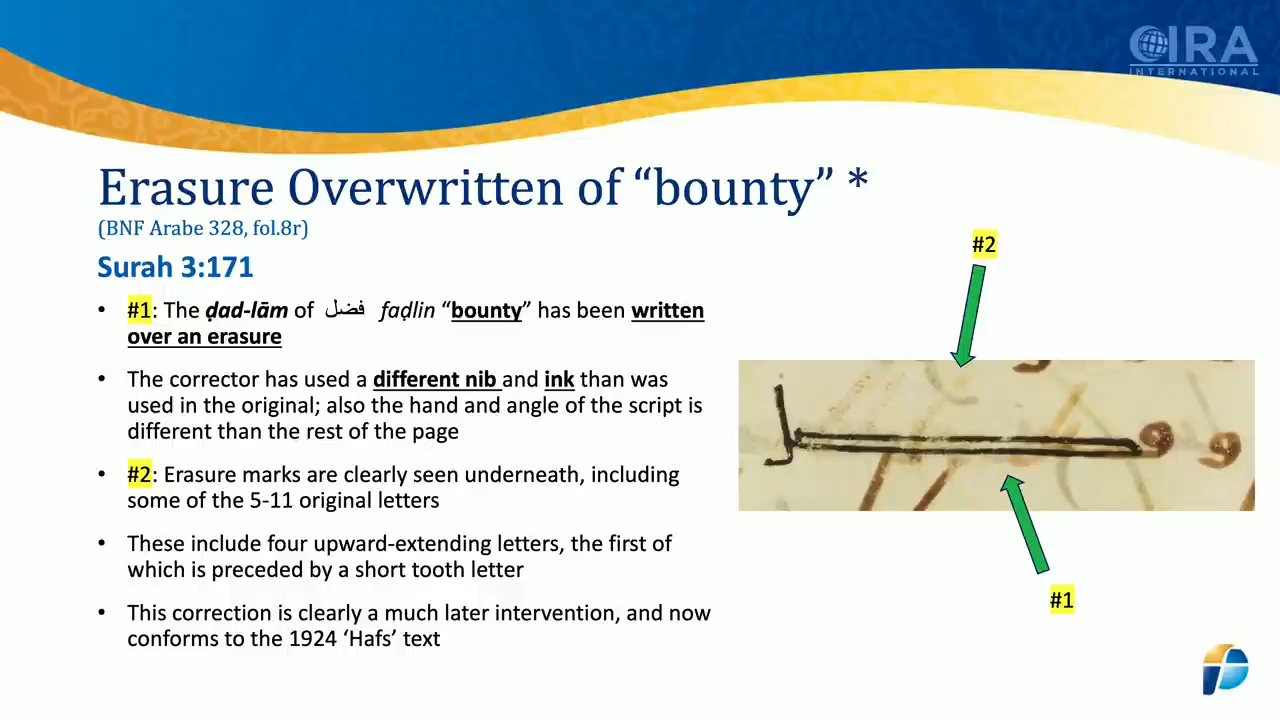 CIRA
INTERNATIONAL
Erasure Overwritten of “bounty” *
(BNF Arabe 328, fol.8r)
Surah 3:171
#2
• #1: The ḍad-lām of فضل faḍlin “bounty” has been written
over an erasure
• The corrector has used a different nib and ink than was
used in the original; also the hand and angle of the script is
different than the rest of the page
• #2: Erasure marks are clearly seen underneath, including
some of the 5-11 original letters
• These include four upward-extending letters, the first of
which is preceded by a short tooth letter
• This correction is clearly a much later intervention, and now
conforms to the 1924 ‘Hafs’ text
#1